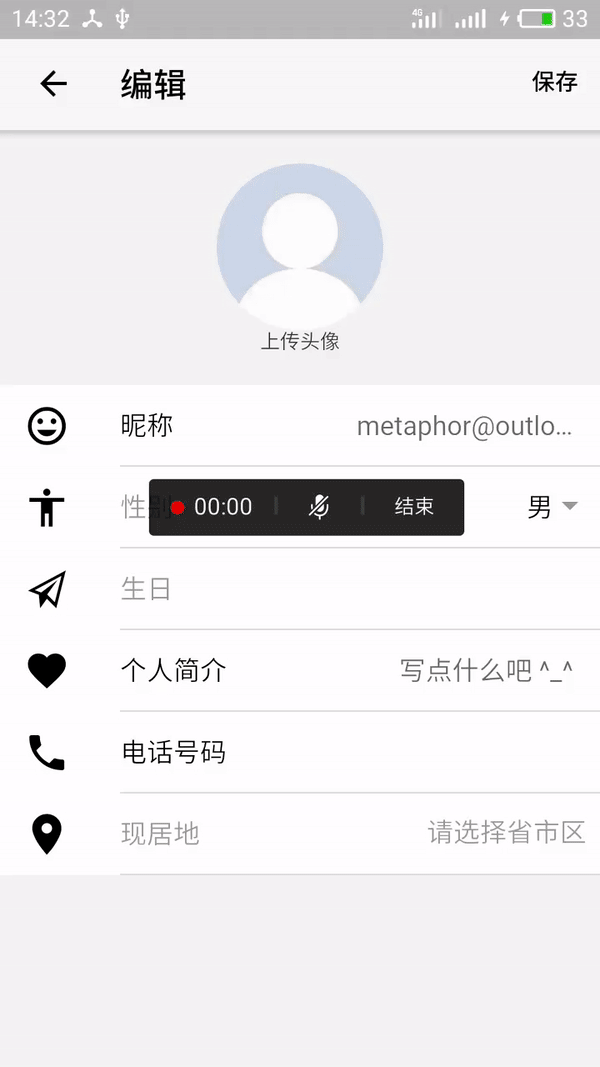 14:32 4G 33
编辑 保存
上传头像
昵称 metaphor@outlo...
性别 00:00 结束 男
生日
个人简介 写点什么吧 ^_^
电话号码
现居地 请选择省市区